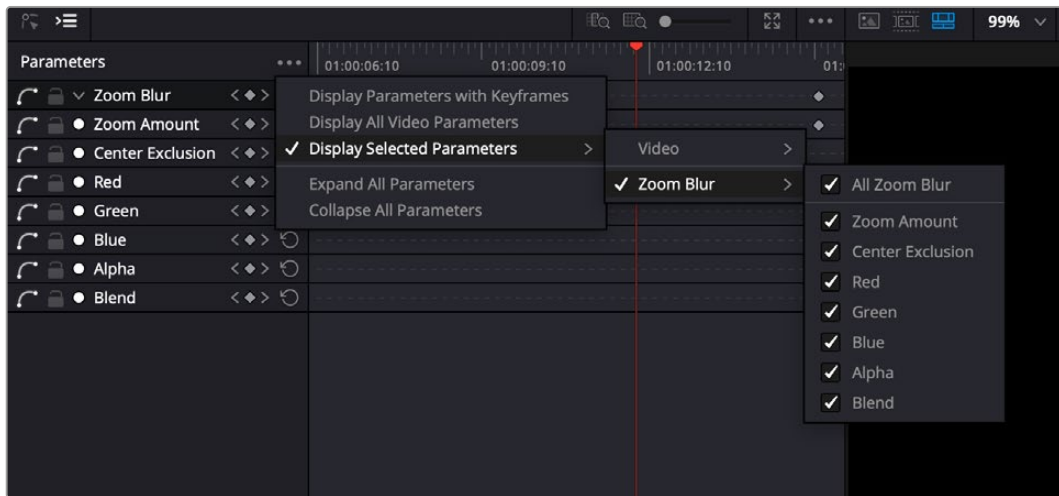 99%
Parameters
01:00:06:10
01:00:09:10
01:00:12:10
Zoom Blur
Zoom Amount
Center Exclusion
Red
Green
Blue
Alpha
Blend
Display Parameters with Keyframes
Display All Video Parameters
Display Selected Parameters
Expand All Parameters
Collapse All Parameters
Video
Zoom Blur
All Zoom Blur
Zoom Amount
Center Exclusion
Red
Green
Blue
Alpha
Blend